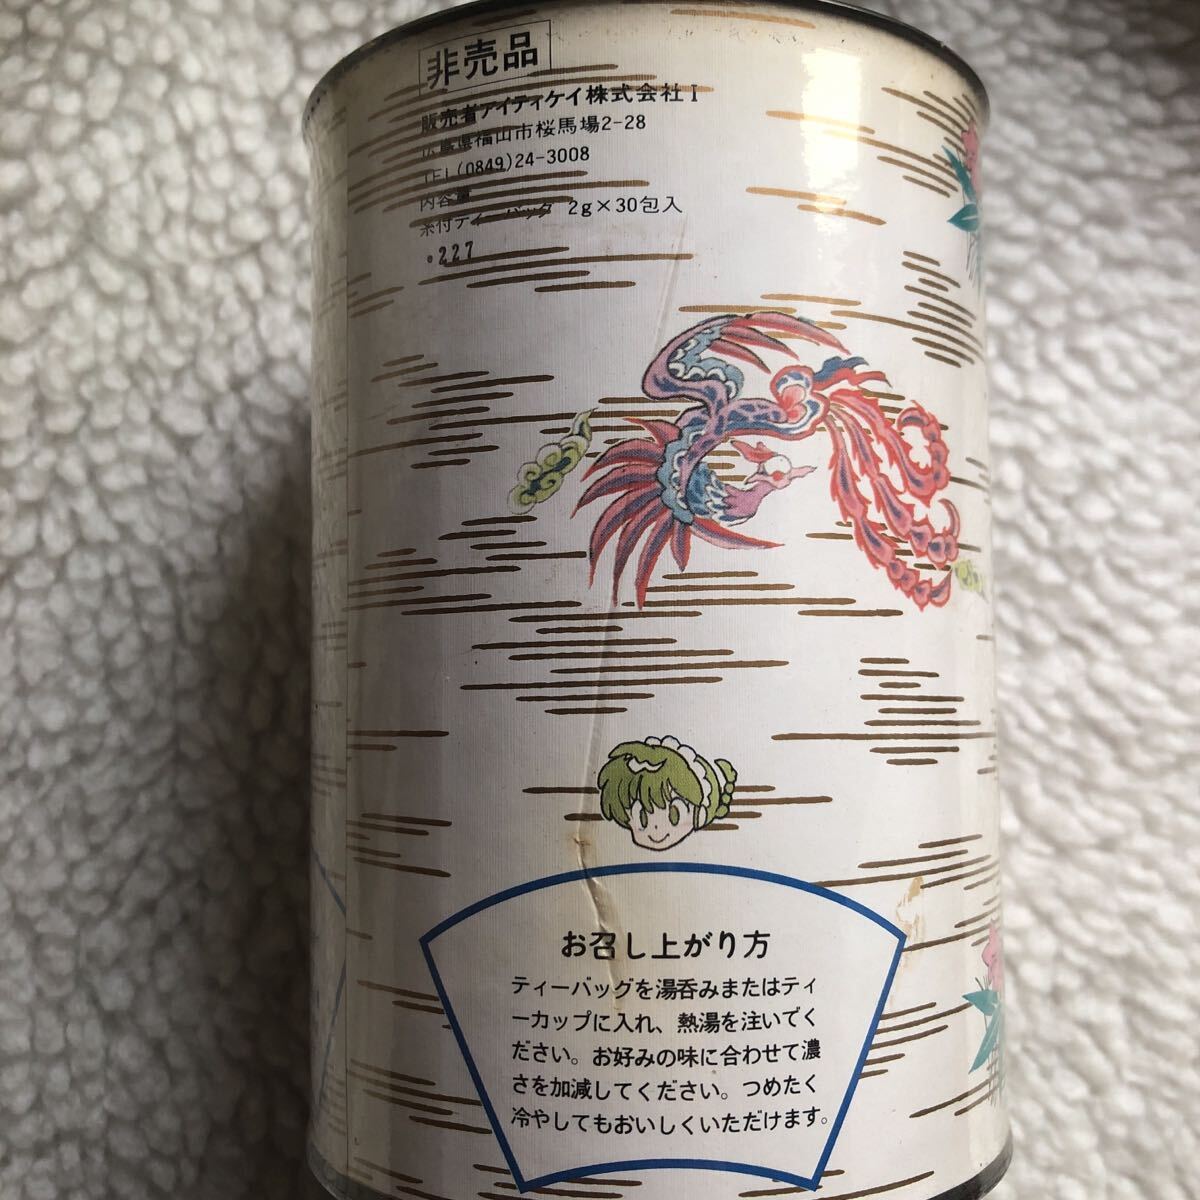 非売品
販売者アイティケイ株式会社I
広島県福山市桜馬場2-28
TEL(0849)24-3008
内容量
糸付ティーバッグ 2g×30包入
227
お召し上がり方
ティーバッグを湯呑みまたはティ
ーカップに入れ、熱湯を注いでく
ださい。お好みの味に合わせて濃
さを加減してください。つめたく
冷やしてもおいしくいただけます。